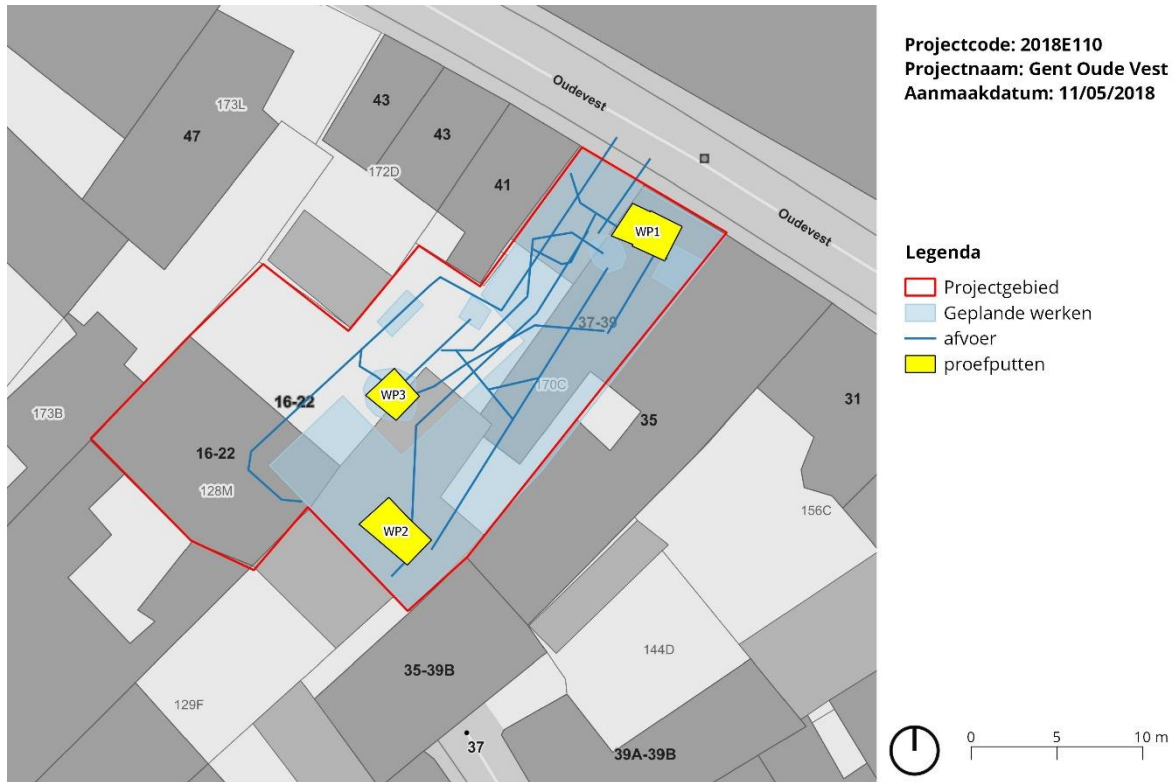 Projectcode: 2018E110
Projectnaam: Gent Oude Vest
Aanmaakdatum: 11/05/2018
Oudevest
173L
43
47
43
172D
41
Oudevest
WP1
37-39
170C
WP3
16-22
173B
35
31
16-22
128M
156C
WP2
144D
35-39B
129F
37
39A-39B
Legenda
Projectgebied
Geplande werken
afvoer
proefputten
0 5 10 m